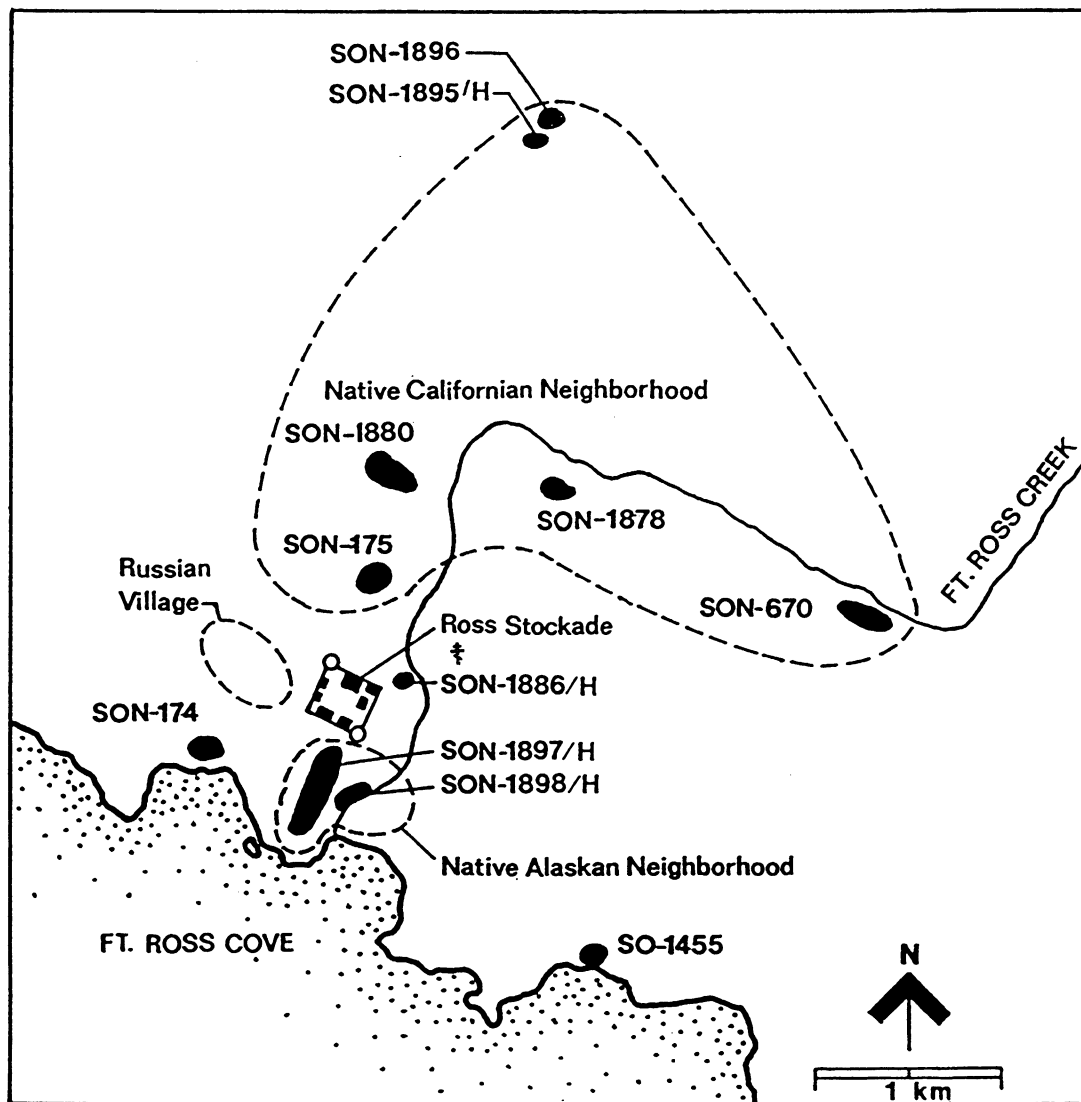 SON-1896
SON-1895/H
Native Californian Neighborhood
SON-1880
SON-1878
SON-175
FT. ROSS CREEK
Russian
Village
SON-670
Ross Stockade
SON-1886/H
SON-174
SON-1897/H
SON-1898/H
Native Alaskan Neighborhood
FT. ROSS COVE
SO-1455
N
1 km